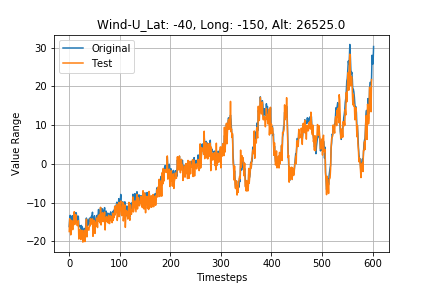 Wind-U_Lat: -40, Long: -150, Alt: 26525.0
Original
Test
Value Range
30
20
10
0
−10
−20
0 100 200 300 400 500 600
Timesteps